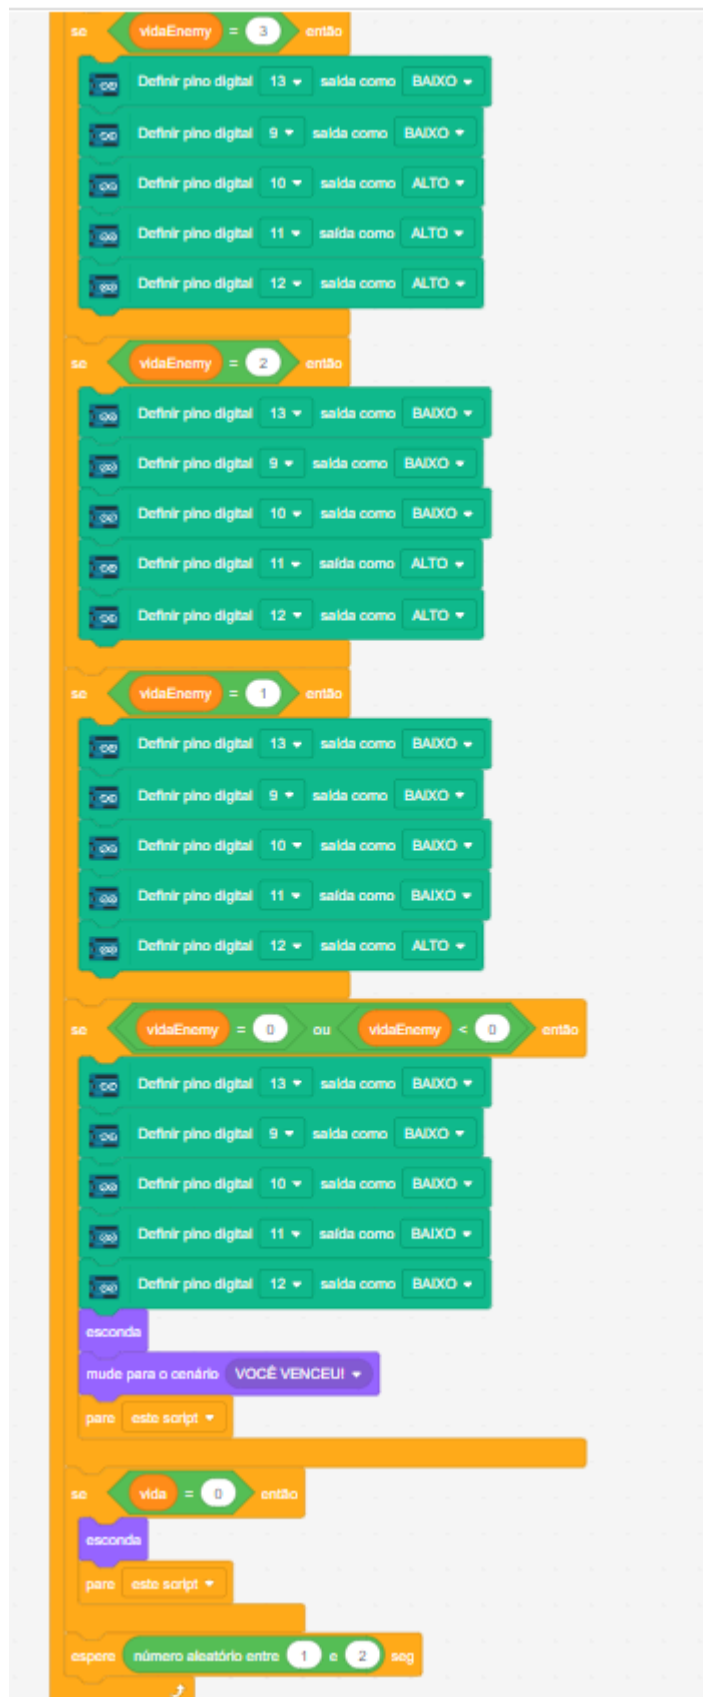 se vidaEnemy = 3 então
Definir pino digital 13 saída como BAIXO
Definir pino digital 9 saída como BAIXO
Definir pino digital 10 saída como ALTO
Definir pino digital 11 saída como ALTO
Definir pino digital 12 saída como ALTO
se vidaEnemy = 2 então
Definir pino digital 13 saída como BAIXO
Definir pino digital 9 saída como BAIXO
Definir pino digital 10 saída como BAIXO
Definir pino digital 11 saída como ALTO
Definir pino digital 12 saída como ALTO
se vidaEnemy = 1 então
Definir pino digital 13 saída como BAIXO
Definir pino digital 9 saída como BAIXO
Definir pino digital 10 saída como BAIXO
Definir pino digital 11 saída como BAIXO
Definir pino digital 12 saída como ALTO
se vidaEnemy = 0 ou vidaEnemy < 0 então
Definir pino digital 13 saída como BAIXO
Definir pino digital 9 saída como BAIXO
Definir pino digital 10 saída como BAIXO
Definir pino digital 11 saída como BAIXO
Definir pino digital 12 saída como BAIXO
esconda
mude para o cenário VOCÊ VENCEU!
pare este script
se vida = 0 então
esconda
pare este script
espere número aleatório entre 1 e 2 seg